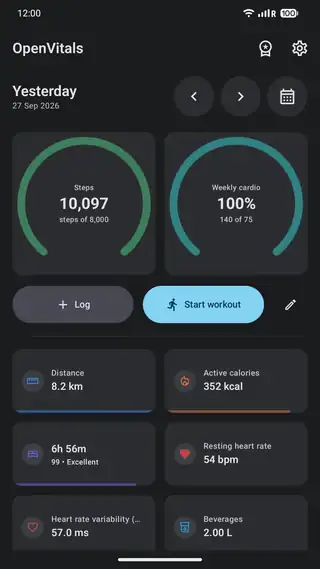 12:00
R
100
OpenVitals
Yesterday
27 Sep 2026
Steps
10,097
steps of 8,000
Weekly cardio
100%
140 of 75
+ Log
Start workout
Distance
8.2 km
Active calories
352 kcal
6h 56m
99 • Excellent
Resting heart rate
54 bpm
Heart rate variability (...
57.0 ms
Beverages
2.00 L